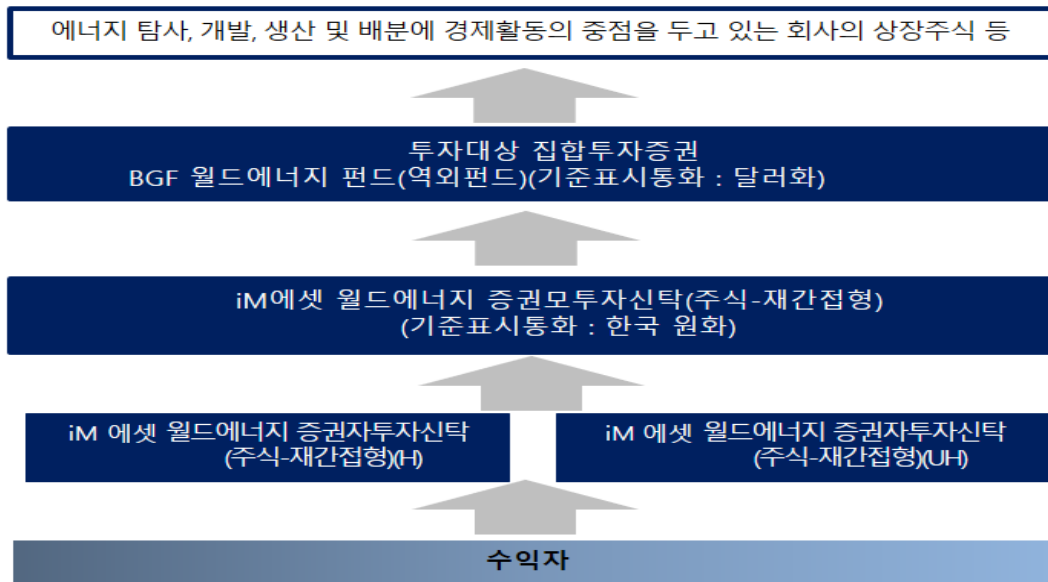 에너지 탐사, 개발, 생산 및 배분에 경제활동의 중점을 두고 있는 회사의 상장주식 등
투자대상 집합투자증권
BGF 월드에너지 펀드(역외펀드)(기준표시통화 : 달러화)
iM에셋 월드에너지 증권모투자신탁(주식-재간접형)
(기준표시통화 : 한국 원화)
iM 에셋 월드에너지 증권자투자신탁
(주식-재간접형)(H)
iM 에셋 월드에너지 증권자투자신탁
(주식-재간접형)(UH)
수익자